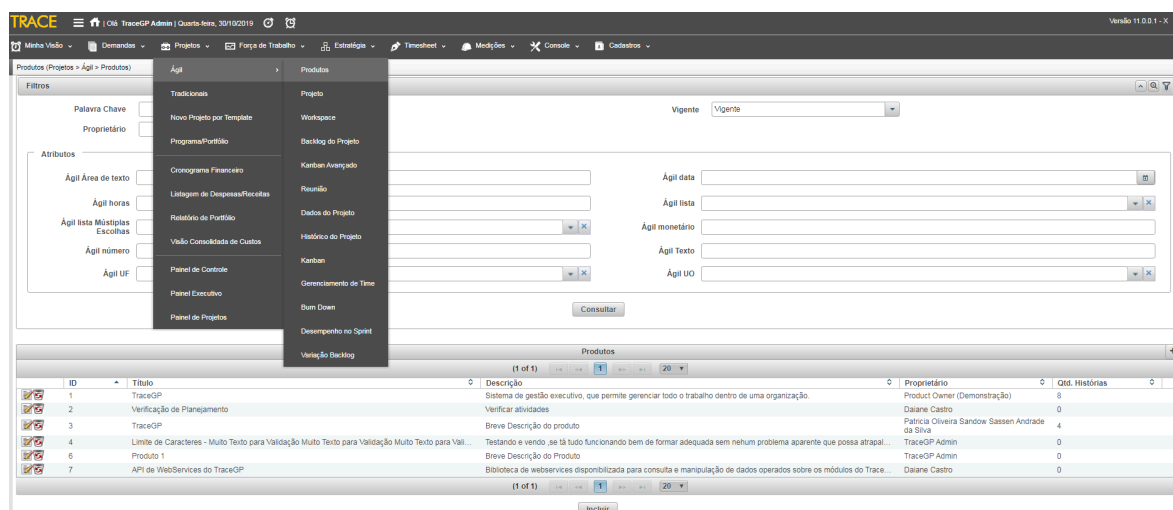 TRACE | Olá TraceGP Admin | Quarta-feira, 30/10/2019 Versão 11.0.0.1 - X
Minha Visão Demandas Projetos Força de Trabalho Estratégia Timesheet Medições Console Cadastros
Produtos (Projetos > Ágil > Produtos)
Ágil
Tradicionais
Novo Projeto por Template
Programa/Portfólio
Cronograma Financeiro
Listagem de Despesas/Receitas
Relatório de Portfólio
Visão Consolidada de Custos
Painel de Controle
Painel Executivo
Painel de Projetos
Produtos
Projeto
Workspace
Backlog do Projeto
Kanban Avançado
Reunião
Dados do Projeto
Histórico do Projeto
Kanban
Gerenciamento de Time
Burn Down
Desempenho no Sprint
Variação Backlog
Filtros
Palavra Chave
Vigente Vigente
Proprietário
Atributos
Ágil Área de texto
Ágil data
Ágil horas
Ágil lista
Ágil lista Mústiplas
Escolhas
Ágil monetário
Ágil número
Ágil Texto
Ágil UF
Ágil UO
Consultar
Produtos
(1 of 1) 1 20
ID Título Descrição Proprietário Qtd. Histórias
1 TraceGP Sistema de gestão executivo, que permite gerenciar todo o trabalho dentro de uma organização. Product Owner (Demonstração) 8
2 Verificação de Planejamento Verificar atividades Daiane Castro 0
3 TraceGP Breve Descrição do produto Patricia Oliveira Sandow Sassen Andrade da Silva 4
4 Limite de Caracteres - Muito Texto para Validação Muito Texto para Validação Muito Texto para Vali... Testando e vendo ,se tá tudo funcionando bem de formar adequada sem nehum problema aparente que possa atrapal... TraceGP Admin 0
6 Produto 1 Breve Descrição do Produto TraceGP Admin 0
7 API de WebServices do TraceGP Biblioteca de webservices disponibilizada para consulta e manipulação de dados operados sobre os módulos do Trace... Daiane Castro 0
(1 of 1) 1 20
Incluir